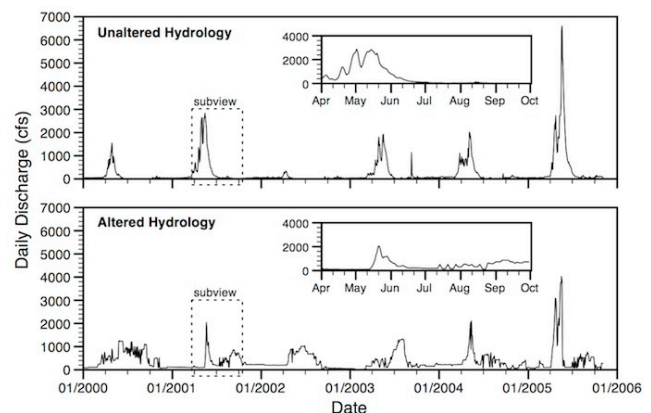 Unaltered Hydrology
7000
6000
5000
4000
3000
2000
1000
0
subview
4000
2000
0
Apr May Jun Jul Aug Sep Oct
Daily Discharge (cfs)
Altered Hydrology
7000
6000
5000
4000
3000
2000
1000
0
subview
4000
2000
0
Apr May Jun Jul Aug Sep Oct
01/2000 01/2001 01/2002 01/2003 01/2004 01/2005 01/2006
Date